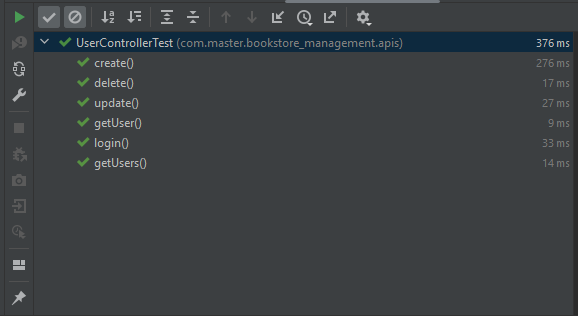 UserControllerTest (com.master.bookstore_management.apis) 376 ms
create() 276 ms
delete() 17 ms
update() 27 ms
getUser() 9 ms
login() 33 ms
getUsers() 14 ms